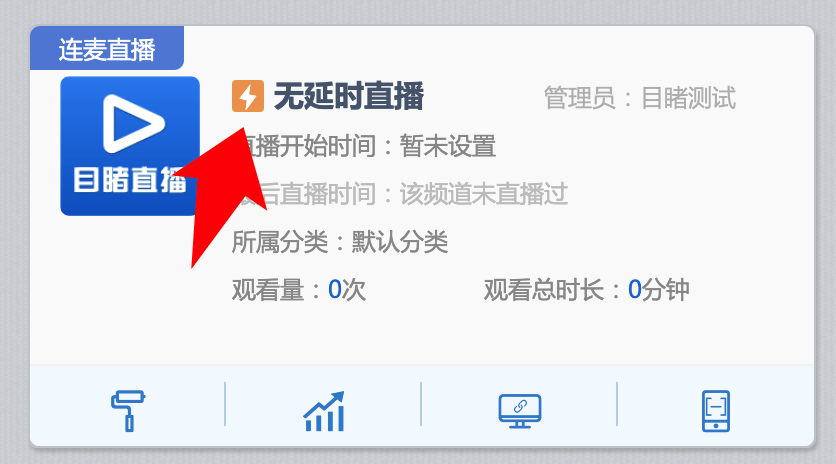 连麦直播
无延时直播
管理员：目睹测试
目睹直播
播开始时间：暂未设置
后直播时间：该频道未直播过
所属分类：默认分类
观看量：0次
观看总时长：0分钟